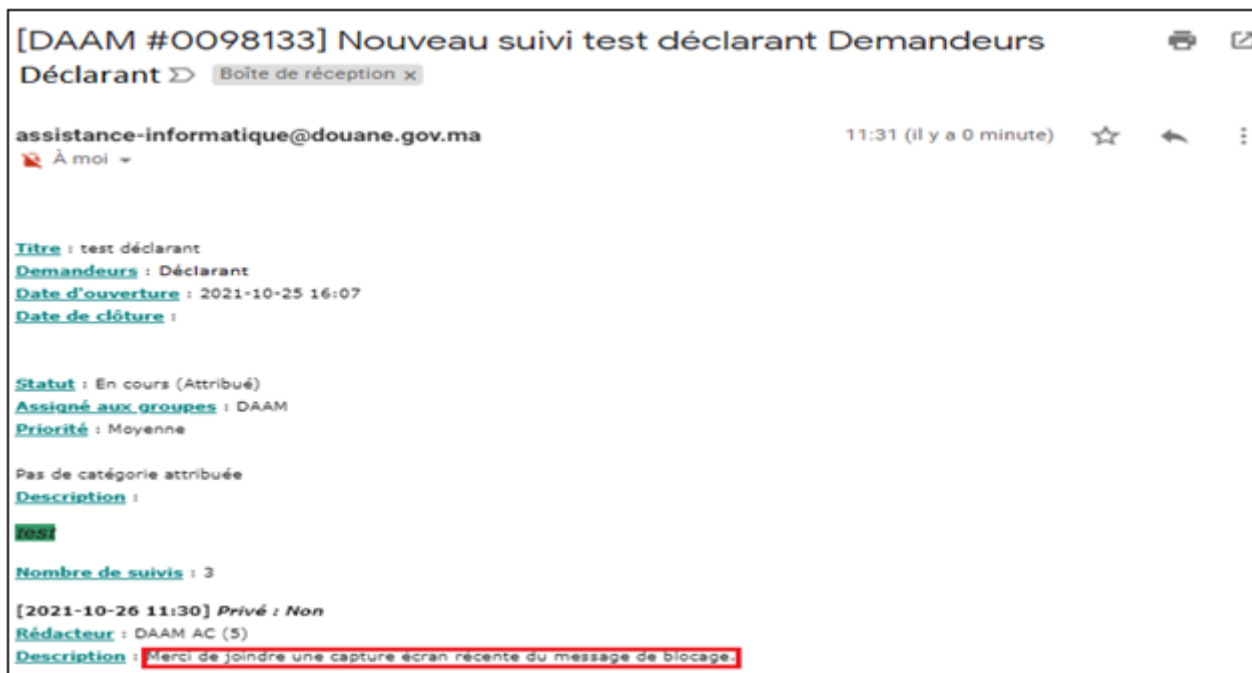 [DAAM #0098133] Nouveau suivi test déclarant Demandeurs
Déclarant Boîte de réception x
assistance-informatique@douane.gov.ma 11:31 (il y a 0 minute)
À moi
Titre : test déclarant
Demandeurs : Déclarant
Date d'ouverture : 2021-10-25 16:07
Date de clôture :
Statut : En cours (Attribué)
Assigné aux groupes : DAAM
Priorité : Moyenne
Pas de catégorie attribuée
Description :
test
Nombre de suivis : 3
[2021-10-26 11:30] Privé : Non
Rédacteur : DAAM AC (5)
Description : Merci de joindre une capture écran récente du message de blocage.